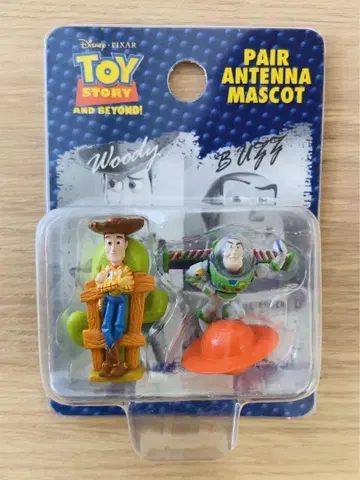 Disney · PIXAR
TOY
STORY
AND BEYOND!
PAIR
ANTENNA
MASCOT
Woody
BUZZ